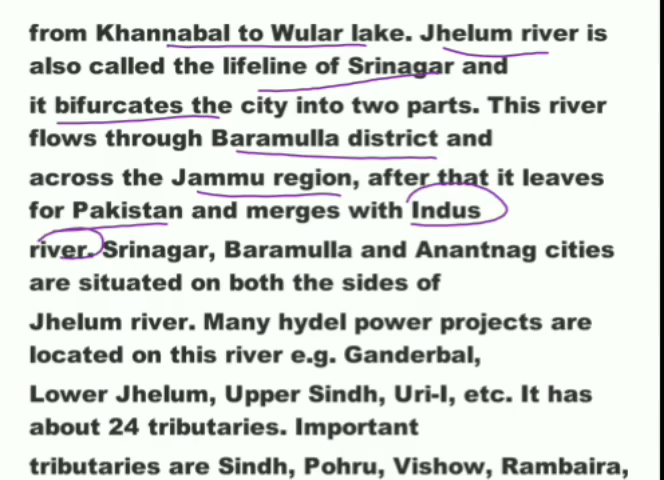 from Khannabal to Wular lake. Jhelum river is
also called the lifeline of Srinagar and
it bifurcates the city into two parts. This river
flows through Baramulla district and
across the Jammu region, after that it leaves
for Pakistan and merges with Indus
river. Srinagar, Baramulla and Anantnag cities
are situated on both the sides of
Jhelum river. Many hydel power projects are
located on this river e.g. Ganderbal,
Lower Jhelum, Upper Sindh, Uri-I, etc. It has
about 24 tributaries. Important
tributaries are Sindh, Pohru, Vishow, Rambaira,